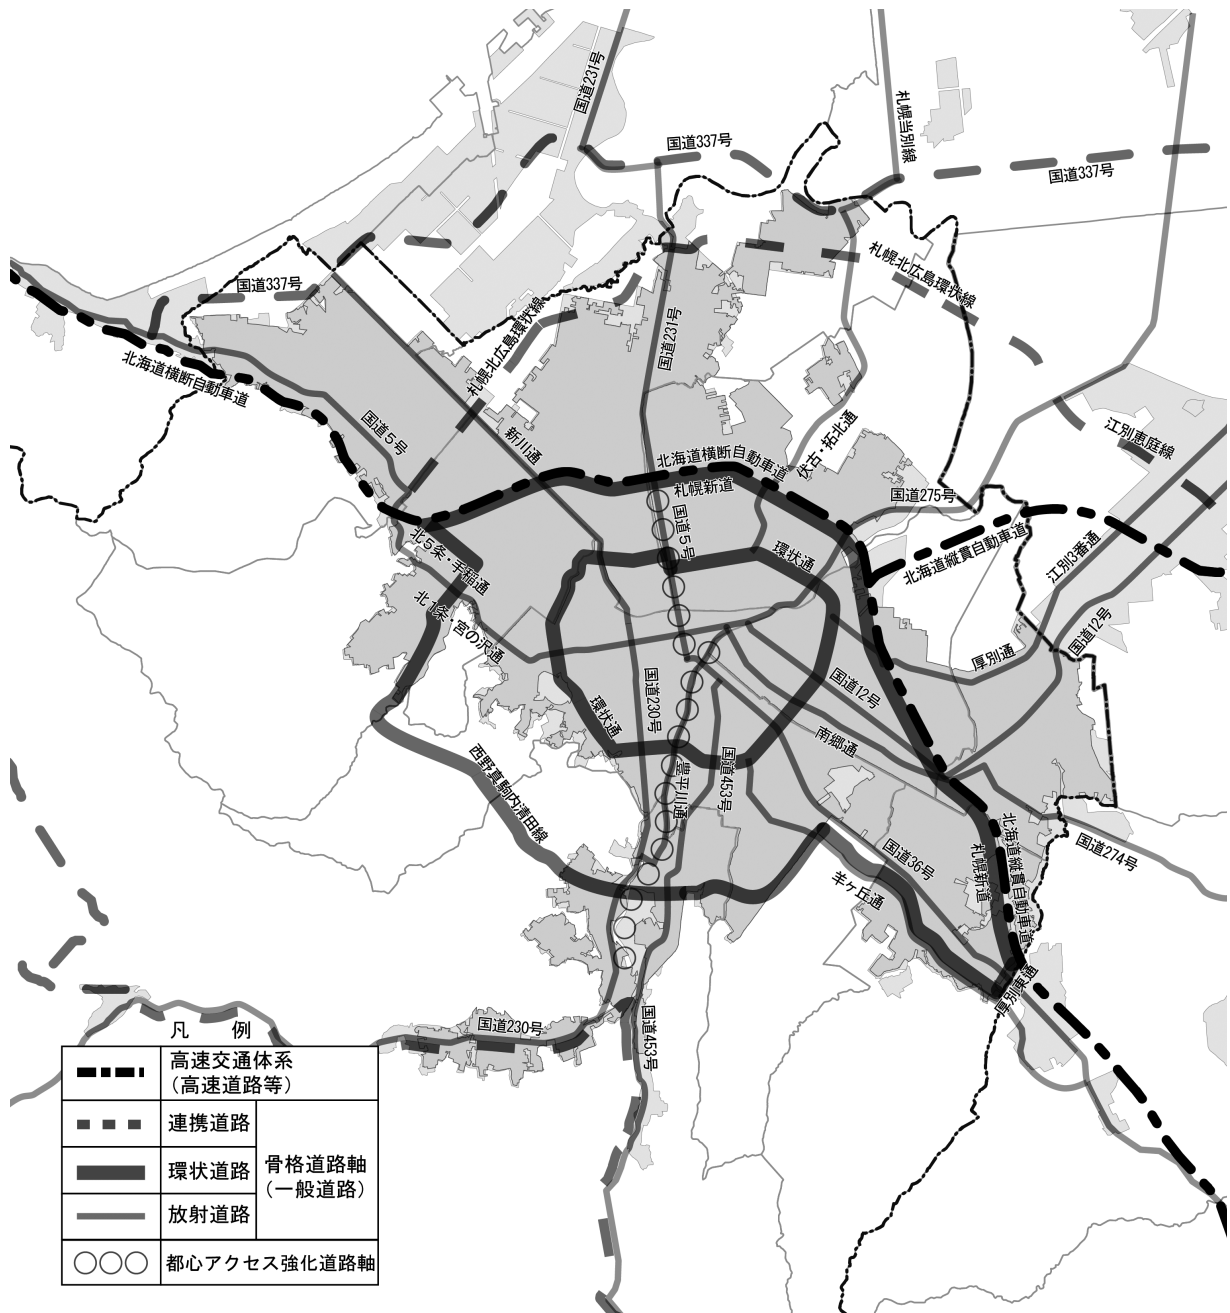 国道231号
国道337号
札幌当別線
国道337号
国道337号
札幌北広島環状線
札幌北広島環状線
国道231号
北海道横断自動車道
国道5号
新川通
北海道横断自動車道
札幌新道
伏古・拓北通
国道275号
江別恵庭線
国道5号
環状通
北海道縦貫自動車道
江別3番通
北5条・手稲通
北1条・宮の沢通
国道12号
厚別通
国道230号
国道12号
環状通
南郷通
西野真駒内清田線
豊平川通
国道453号
国道36号
羊ヶ丘通
札幌新道
北海道縦貫自動車道
国道274号
厚別東通
国道230号
国道453号
凡 例
高速交通体系
(高速道路等)
連携道路
環状道路
骨格道路軸
(一般道路)
放射道路
都心アクセス強化道路軸